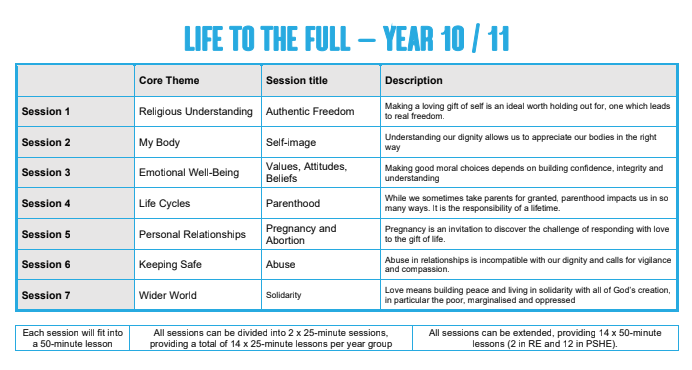 LIFE TO THE FULL – YEAR 10 / 11
Core Theme Session title Description
Session 1 Religious Understanding Authentic Freedom Making a loving gift of self is an ideal worth holding out for, one which leads
to real freedom.
Session 2 My Body Self-image Understanding our dignity allows us to appreciate our bodies in the right
way
Session 3 Emotional Well-Being Values, Attitudes,
Beliefs Making good moral choices depends on building confidence, integrity and
understanding
Session 4 Life Cycles Parenthood While we sometimes take parents for granted, parenthood impacts us in so
many ways. It is the responsibility of a lifetime.
Session 5 Personal Relationships Pregnancy and
Abortion Pregnancy is an invitation to discover the challenge of responding with love
to the gift of life.
Session 6 Keeping Safe Abuse Abuse in relationships is incompatible with our dignity and calls for vigilance
and compassion.
Session 7 Wider World Solidarity Love means building peace and living in solidarity with all of God's creation,
in particular the poor, marginalised and oppressed
Each session will fit into
a 50-minute lesson
All sessions can be divided into 2 x 25-minute sessions,
providing a total of 14 x 25-minute lessons per year group
All sessions can be extended, providing 14 x 50-minute
lessons (2 in RE and 12 in PSHE).